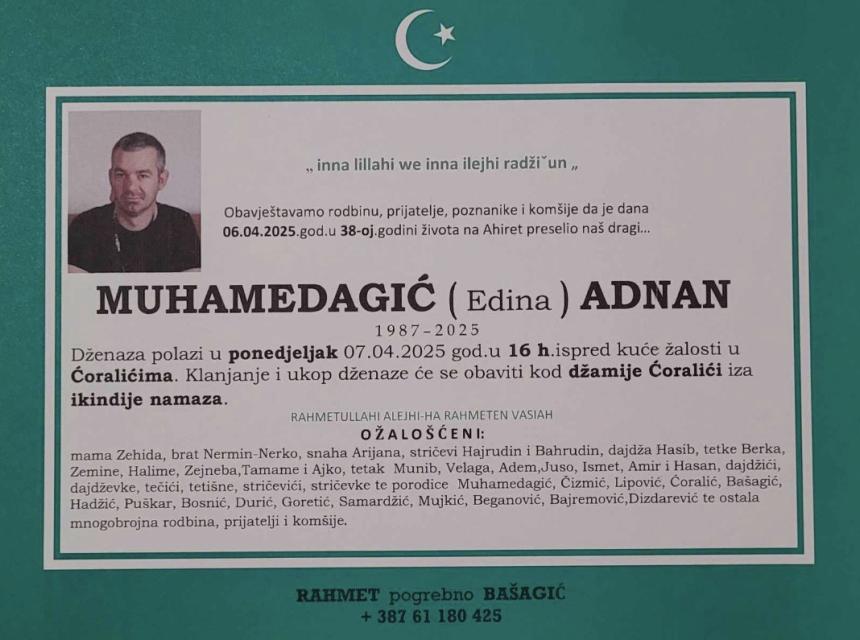 „ inna lillahi we inna ilejhi radžiˇun „
Obavještavamo rodbinu, prijatelje, poznanike i komšije da je dana
06.04.2025.god.u 38-oj.godini života na Ahiret preselio naš dragi...
MUHAMEDAGIĆ ( Edina ) ADNAN
1987-2025
Dženaza polazi u ponedjeljak 07.04.2025 god.u 16 h.ispred kuće žalosti u
Ćoralićima. Klanjanje i ukop dženaze će se obaviti kod džamije Ćoralići iza
ikindije namaza.
RAHMETULLAHI ALEJHI-HA RAHMETEN VASIAH
OŽALOŠĆENI:
mama Zehida, brat Nermin-Nerko, snaha Arijana, stričevi Hajrudin i Bahrudin, dajdža Hasib, tetke Berka,
Zemine, Halime, Zejneba,Tamame i Ajko, tetak Munib, Velaga, Adem,Juso, Ismet, Amir i Hasan, dajdžići,
dajdževke, tečići, tetišne, stričevići, stričevke te porodice Muhamedagić, Čizmić, Lipović, Ćoralić, Bašagić,
Hadžić, Puškar, Bosnić, Durić, Goretić, Samardžić, Mujkić, Beganović, Bajremović,Dizdarević te ostala
mnogobrojna rodbina, prijatelji i komšije.
RAHMET pogrebno BAŠAGIĆ
+ 387 61 180 425